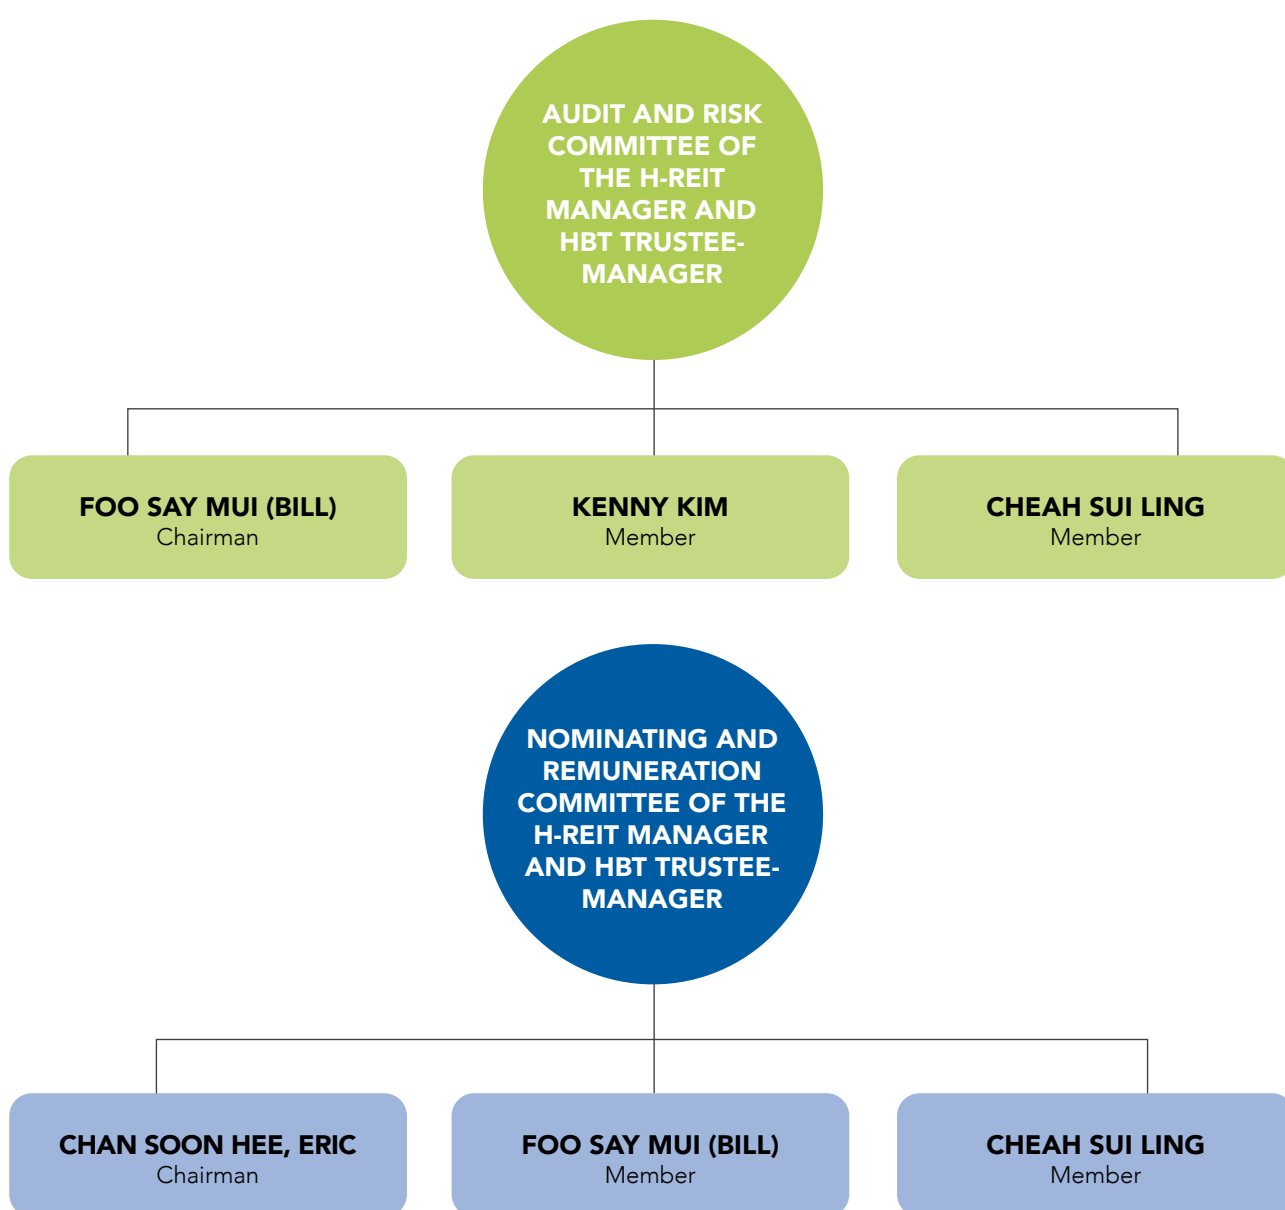 AUDIT AND RISK
COMMITTEE OF
THE H-REIT
MANAGER AND
HBT TRUSTEE-
MANAGER
FOO SAY MUI (BILL)
Chairman
KENNY KIM
Member
CHEAH SUI LING
Member
NOMINATING AND
REMUNERATION
COMMITTEE OF THE
H-REIT MANAGER
AND HBT TRUSTEE-
MANAGER
CHAN SOON HEE, ERIC
Chairman
FOO SAY MUI (BILL)
Member
CHEAH SUI LING
Member